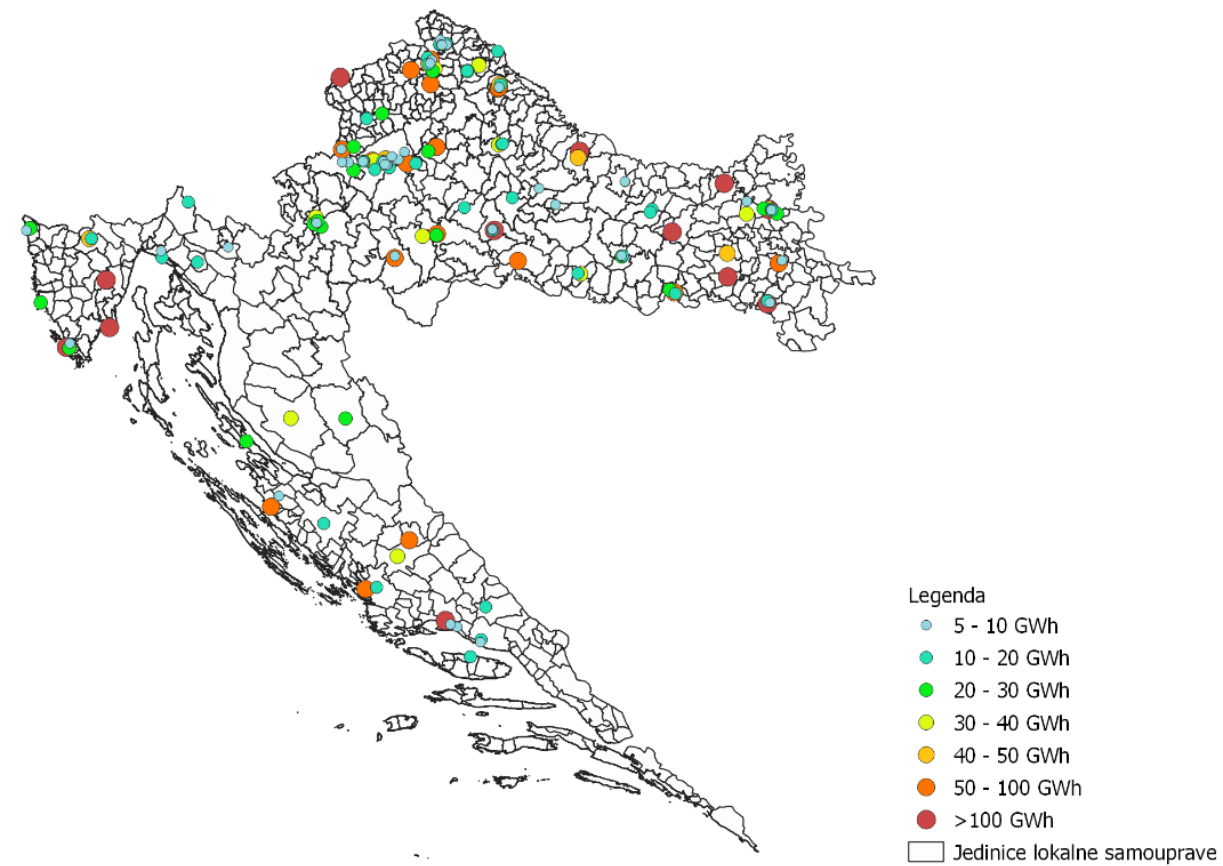 Legenda
5 - 10 GWh
10 - 20 GWh
20 - 30 GWh
30 - 40 GWh
40 - 50 GWh
50 - 100 GWh
>100 GWh
Jedinice lokalne samouprave